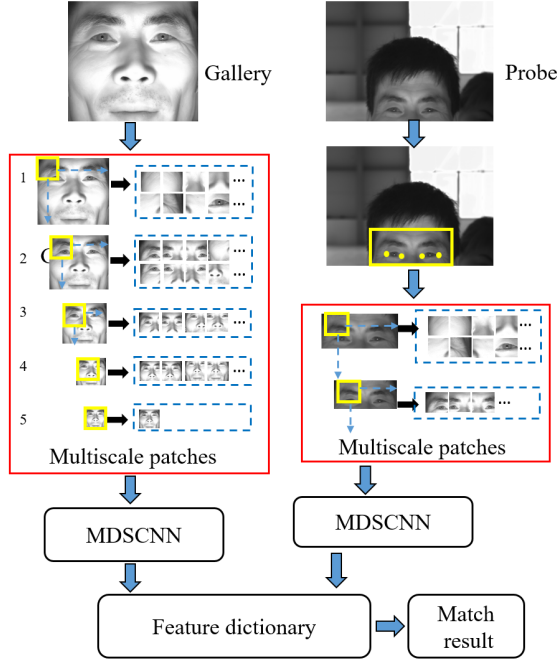 Gallery
Probe
1
...
2
C
...
3
...
4
...
5
Multiscale patches
...
...
Multiscale patches
MDSCNN
MDSCNN
Feature dictionary
Match
result